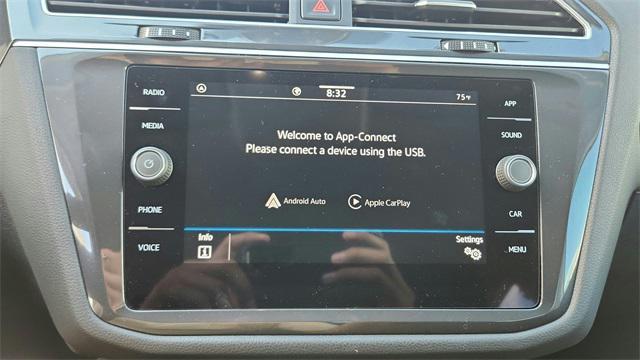 RADIO
MEDIA
PHONE
VOICE
8:32
75°F
Welcome to App-Connect
Please connect a device using the USB.
Android Auto
Apple CarPlay
Info
Settings
APP
SOUND
CAR
MENU